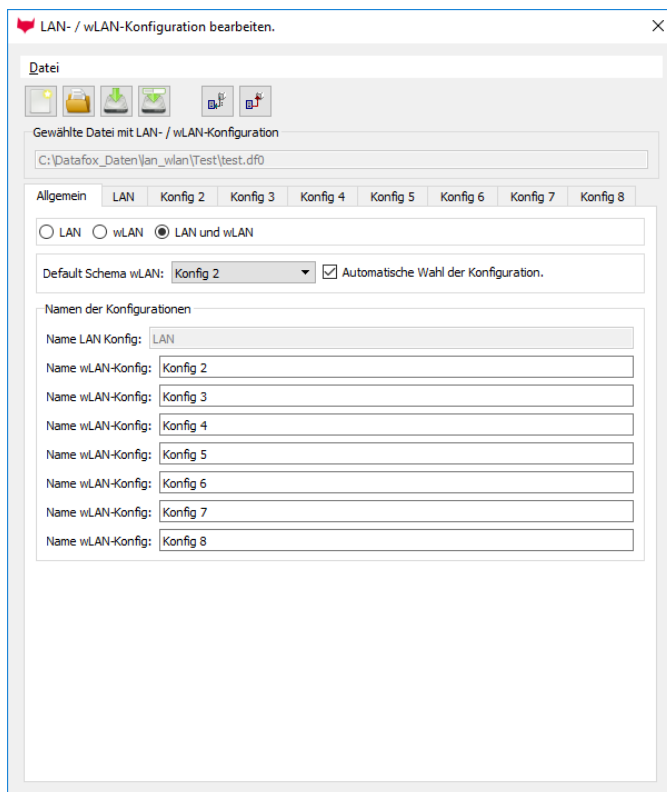 LAN- / wLAN-Konfiguration bearbeiten.
Datei
Gewählte Datei mit LAN- / wLAN-Konfiguration
C:\Datafox_Daten\lan_wlan\Test\test.df0
Allgemein LAN Konfig 2 Konfig 3 Konfig 4 Konfig 5 Konfig 6 Konfig 7 Konfig 8
LAN wLAN LAN und wLAN
Default Schema wLAN: Konfig 2 Automatische Wahl der Konfiguration.
Namen der Konfigurationen
Name LAN Konfig: LAN
Name wLAN-Konfig: Konfig 2
Name wLAN-Konfig: Konfig 3
Name wLAN-Konfig: Konfig 4
Name wLAN-Konfig: Konfig 5
Name wLAN-Konfig: Konfig 6
Name wLAN-Konfig: Konfig 7
Name wLAN-Konfig: Konfig 8